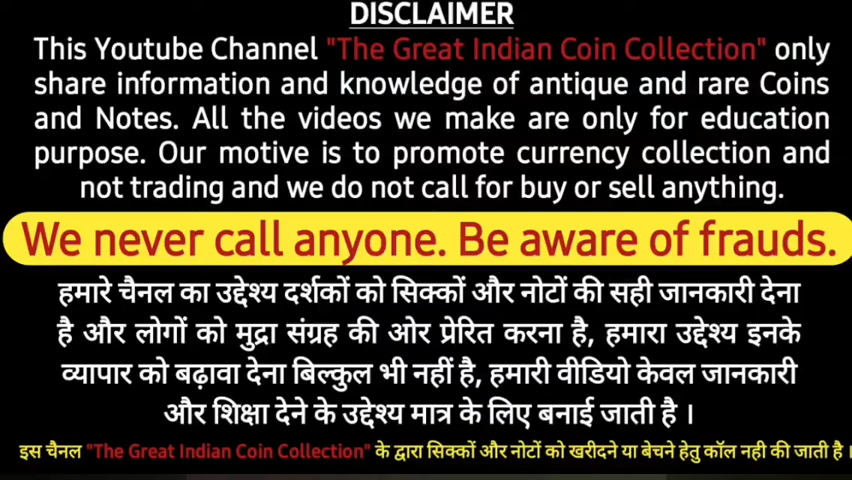 DISCLAIMER
This Youtube Channel "The Great Indian Coin Collection" only
share information and knowledge of antique and rare Coins
and Notes. All the videos we make are only for education
purpose. Our motive is to promote currency collection and
not trading and we do not call for buy or sell anything.
We never call anyone. Be aware of frauds.
हमारे चैनल का उद्देश्य दर्शकों को सिक्कों और नोटों की सही जानकारी देना
है और लोगों को मुद्रा संग्रह की ओर प्रेरित करना है, हमारा उद्देश्य इनके
व्यापार को बढ़ावा देना बिल्कुल भी नहीं है, हमारी वीडियो केवल जानकारी
और शिक्षा देने के उद्देश्य मात्र के लिए बनाई जाती है ।
इस चैनल "The Great Indian Coin Collection" के द्वारा सिक्कों और नोटों को खरीदने या बेचने हेतु कॉल नही की जाती है ।